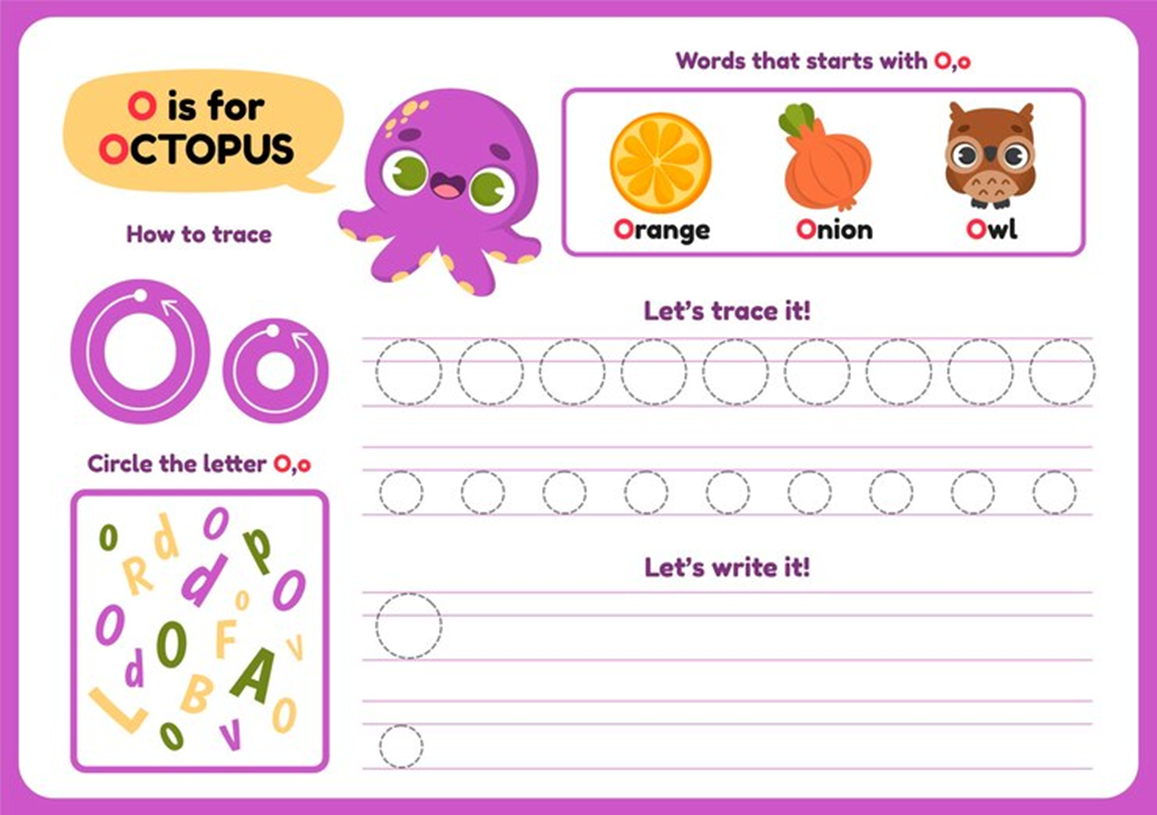 O is for
OCTOPUS
Words that starts with O,o
Orange Onion Owl
How to trace
O o
Let's trace it!
O O O O O O O O O
o o o o o o o o o
Circle the letter O,o
o d O p
R d o O
O O F v
d B A
L o v O
Let's write it!
O
o